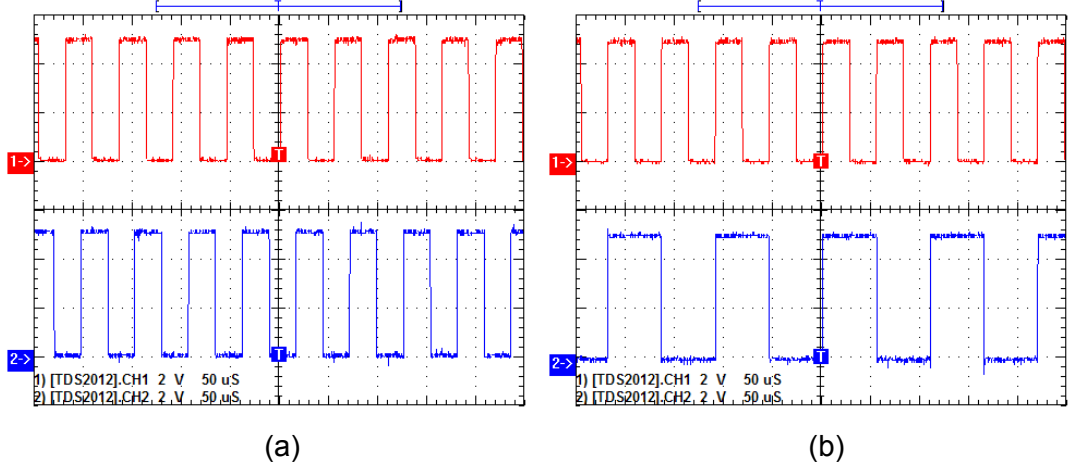 T
T
1->
1->
T
T
2->
2->
1) [TDS2012].CH1 2 V 50 uS
2) [TDS2012].CH2 2 V 50 uS
1) [TDS2012].CH1 2 V 50 uS
2) [TDS2012].CH2 2 V 50 uS
(a)
(b)